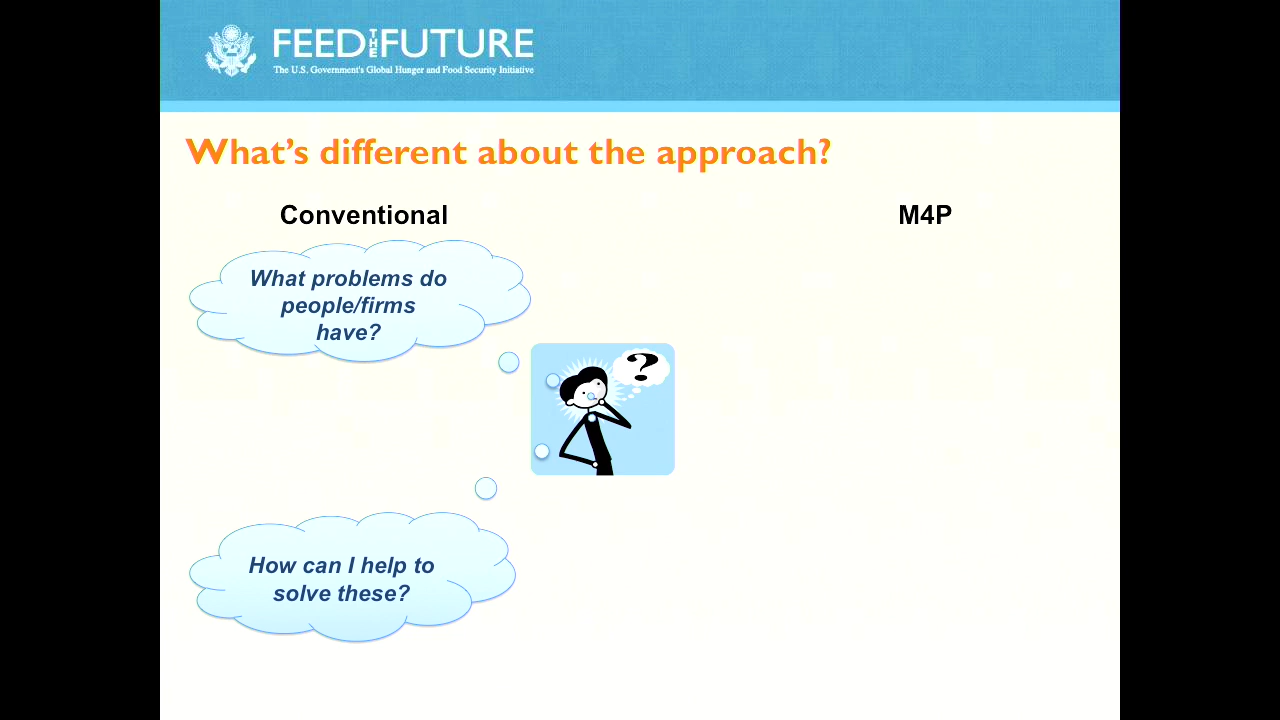 FEED THE FUTURE
The U.S. Government's Global Hunger and Food Security Initiative
What's different about the approach?
Conventional
M4P
What problems do
people/firms
have?
?
How can I help to
solve these?